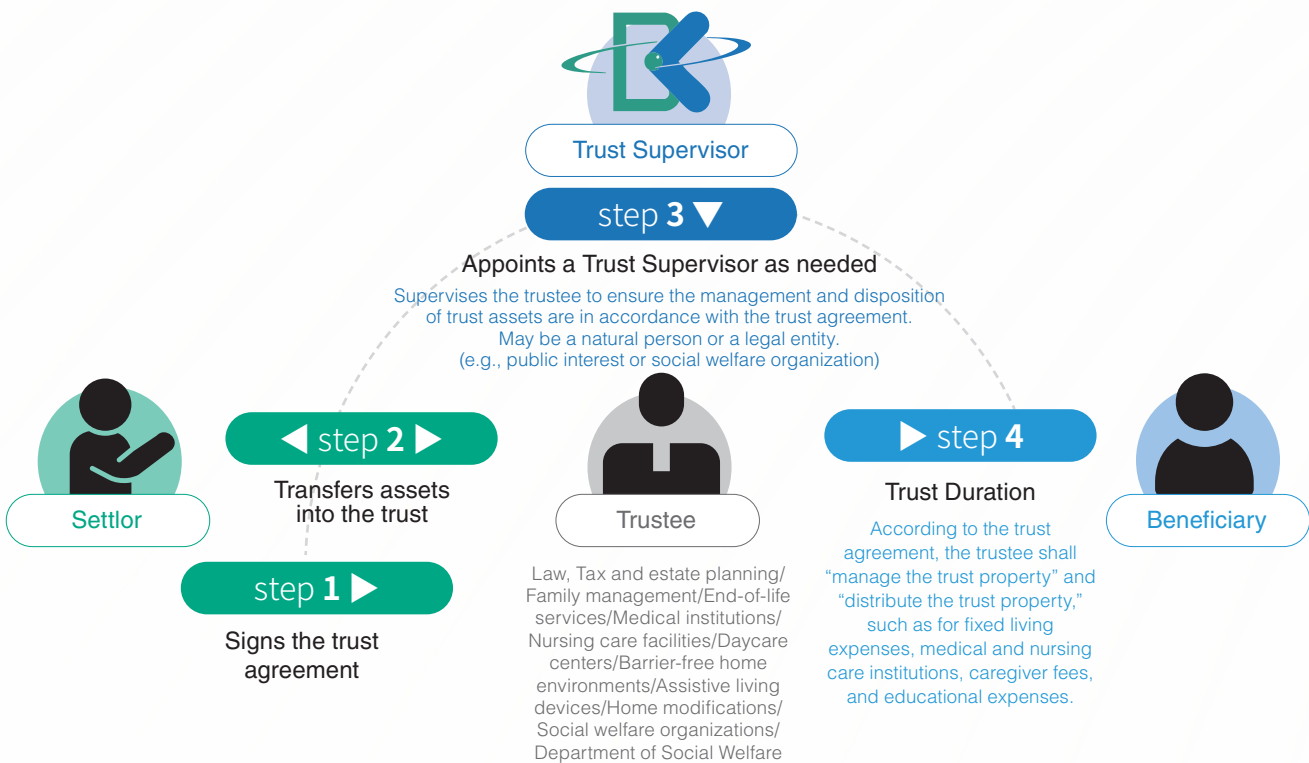 Trust Supervisor
step 3
Appoints a Trust Supervisor as needed
Supervises the trustee to ensure the management and disposition
of trust assets are in accordance with the trust agreement.
May be a natural person or a legal entity.
(e.g., public interest or social welfare organization)
Settlor
step 2
Transfers assets
into the trust
step 1
Signs the trust
agreement
Trustee
Law, Tax and estate planning/
Family management/End-of-life
services/Medical institutions/
Nursing care facilities/Daycare
centers/Barrier-free home
environments/Assistive living
devices/Home modifications/
Social welfare organizations/
Department of Social Welfare
step 4
Trust Duration
According to the trust
agreement, the trustee shall
“manage the trust property” and
“distribute the trust property,”
such as for fixed living
expenses, medical and nursing
care institutions, caregiver fees,
and educational expenses.
Beneficiary